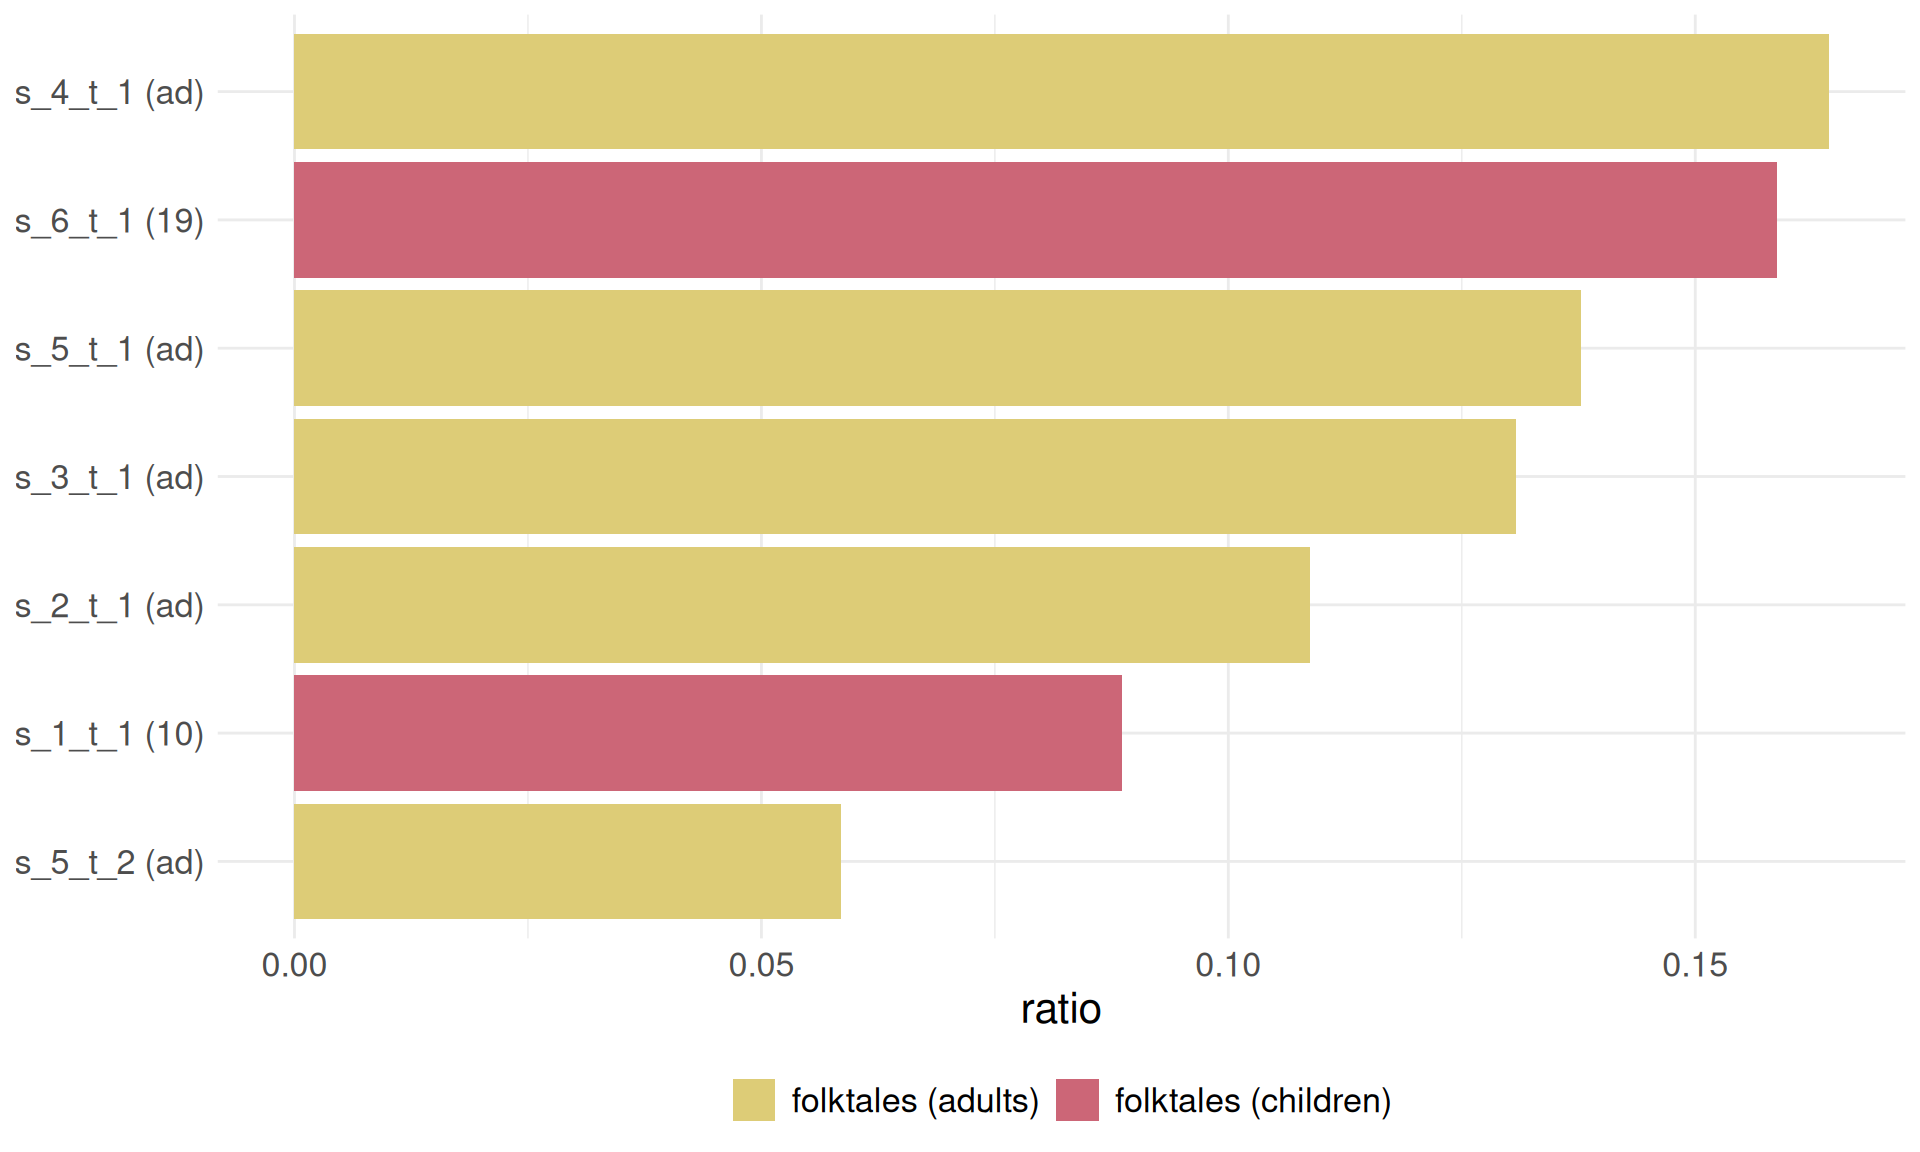 s_4_t_1 (ad)
s_6_t_1 (19)
s_5_t_1 (ad)
s_3_t_1 (ad)
s_2_t_1 (ad)
s_1_t_1 (10)
s_5_t_2 (ad)
0.00 0.05 0.10 0.15
ratio
folktales (adults) folktales (children)